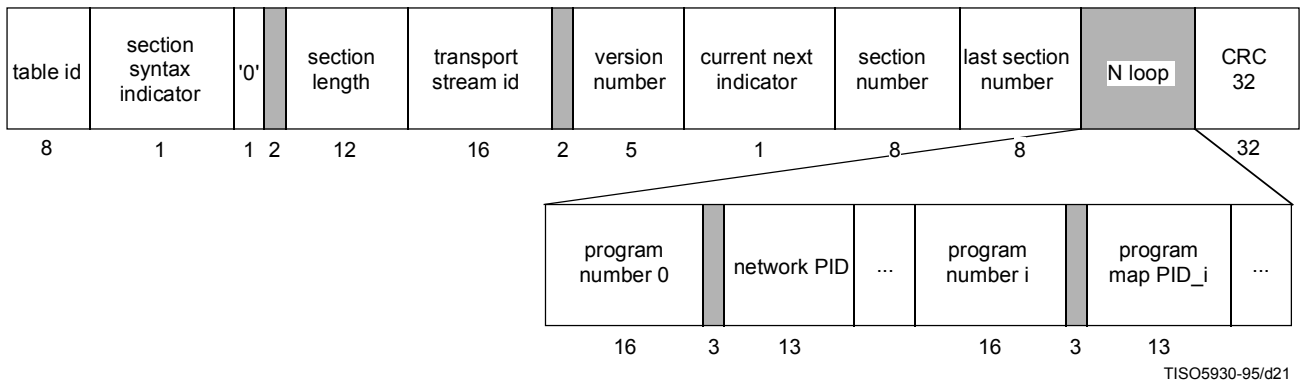 table id
section
syntax
indicator
'0'
section
length
transport
stream id
version
number
current next
indicator
section
number
last section
number
N loop
CRC
32
8 1 1 2 12 16 2 5 1 8 8 32
program
number 0
network PID
...
program
number i
program
map PID_i
...
16 3 13 16 3 13
TISO5930-95/d21